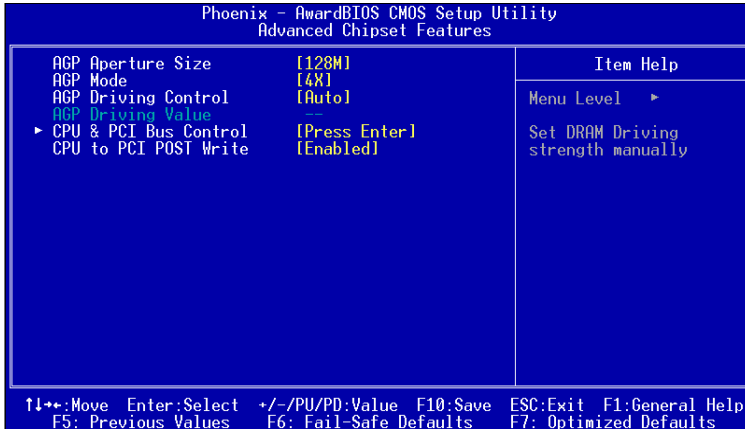 Phoenix - AwardBIOS CMOS Setup Utility
Advanced Chipset Features
AGP Aperture Size [128M]
AGP Mode [4X]
AGP Driving Control [Auto]
AGP Driving Value --
► CPU & PCI Bus Control [Press Enter]
CPU to PCI POST Write [Enabled]
Item Help
Menu Level ►
Set DRAM Driving
strength manually
↑↓→←:Move Enter:Select +/-/PU/PD:Value F10:Save ESC:Exit F1:General Help
F5: Previous Values F6: Fail-Safe Defaults F7: Optimized Defaults